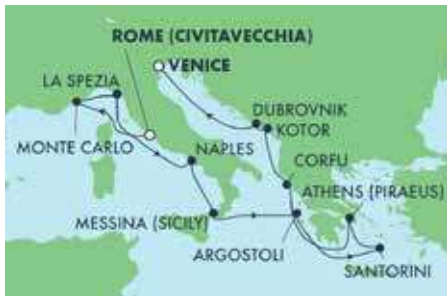 ROME (CIVITAVECCHIA)
VENICE
LA SPEZIA
DUBROVNIK
KOTOR
MONTE CARLO
NAPLES
CORFU
ATHENS (PIRAEUS)
MESSINA (SICILY)
ARGOSTOLI
SANTORINI